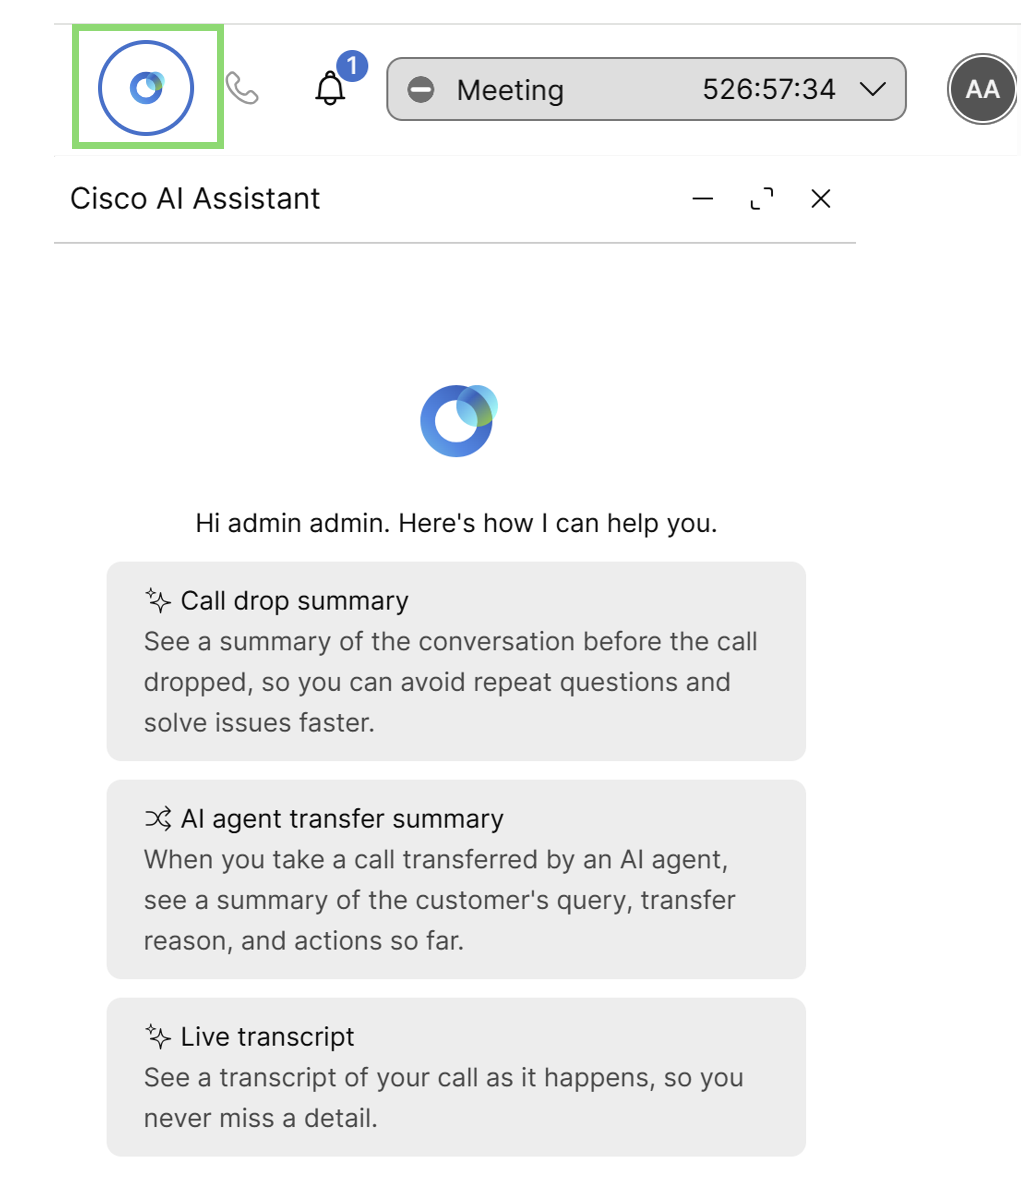 1
Meeting 526:57:34
AA
Cisco AI Assistant
Hi admin admin. Here's how I can help you.
Call drop summary
See a summary of the conversation before the call
dropped, so you can avoid repeat questions and
solve issues faster.
AI agent transfer summary
When you take a call transferred by an AI agent,
see a summary of the customer's query, transfer
reason, and actions so far.
Live transcript
See a transcript of your call as it happens, so you
never miss a detail.